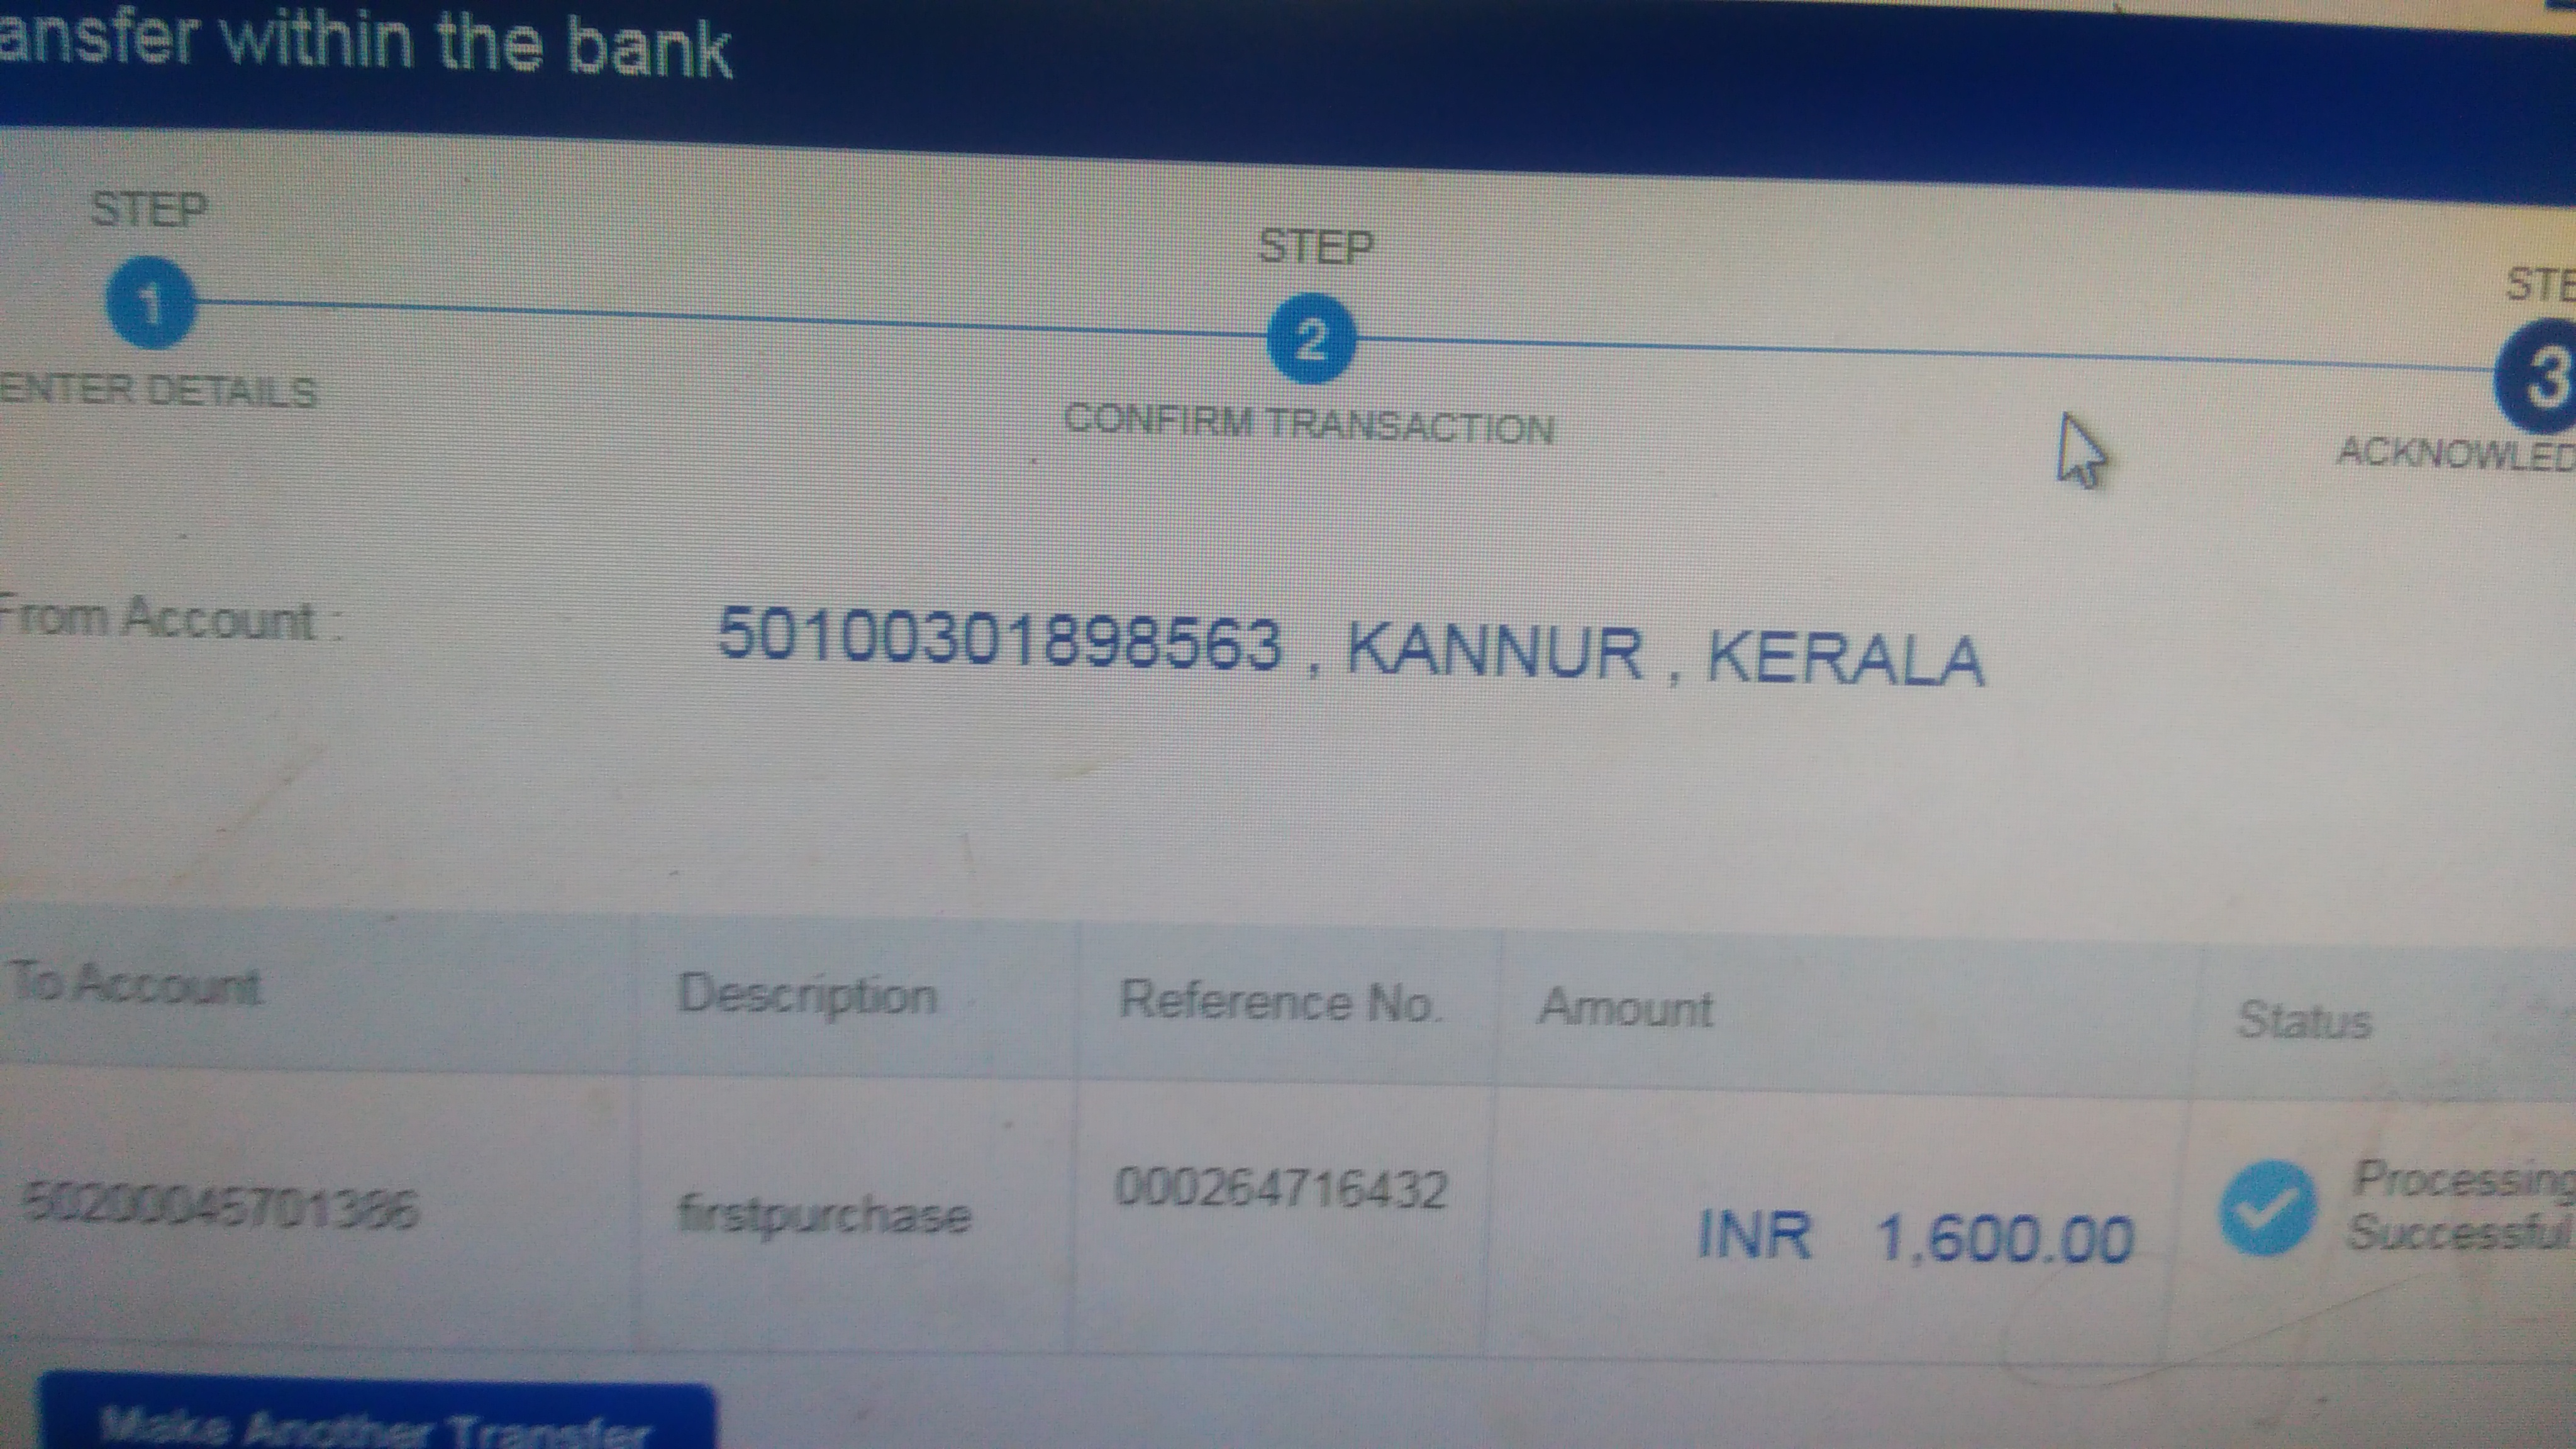 ansfer within the bank
STEP STEP STE
1 2 3
ENTER DETAILS CONFIRM TRANSACTION ACKNOWLED
From Account : 50100301898563 , KANNUR , KERALA
To Account Description Reference No. Amount Status
50200045701386 firstpurchase 000264716432 INR 1,600.00 Processing
Successful
Make Another Transfer